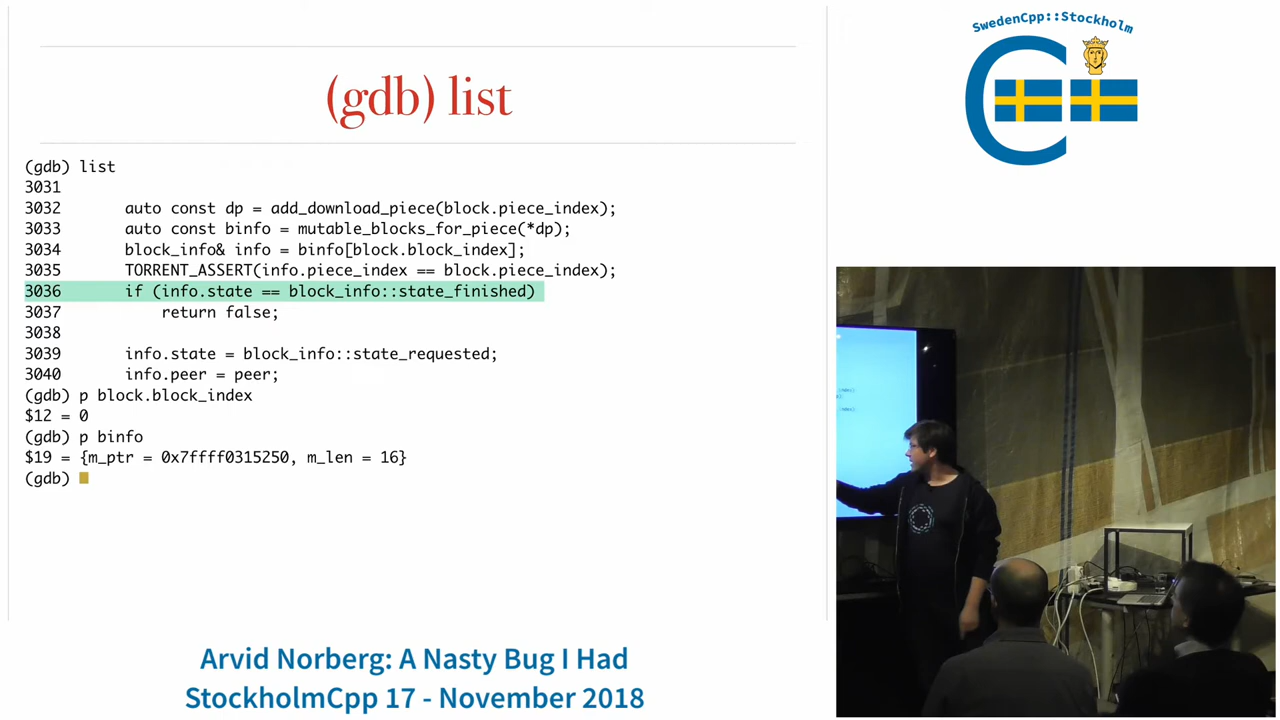 SwedenCpp::Stockholm
(gdb) list
(gdb) list
3031
3032 auto const dp = add_download_piece(block.piece_index);
3033 auto const binfo = mutable_blocks_for_piece(*dp);
3034 block_info& info = binfo[block.block_index];
3035 TORRENT_ASSERT(info.piece_index == block.piece_index);
3036 if (info.state == block_info::state_finished)
3037 return false;
3038
3039 info.state = block_info::state_requested;
3040 info.peer = peer;
(gdb) p block.block_index
$12 = 0
(gdb) p binfo
$19 = {m_ptr = 0x7ffff0315250, m_len = 16}
(gdb)
Arvid Norberg: A Nasty Bug I Had
StockholmCpp 17 - November 2018